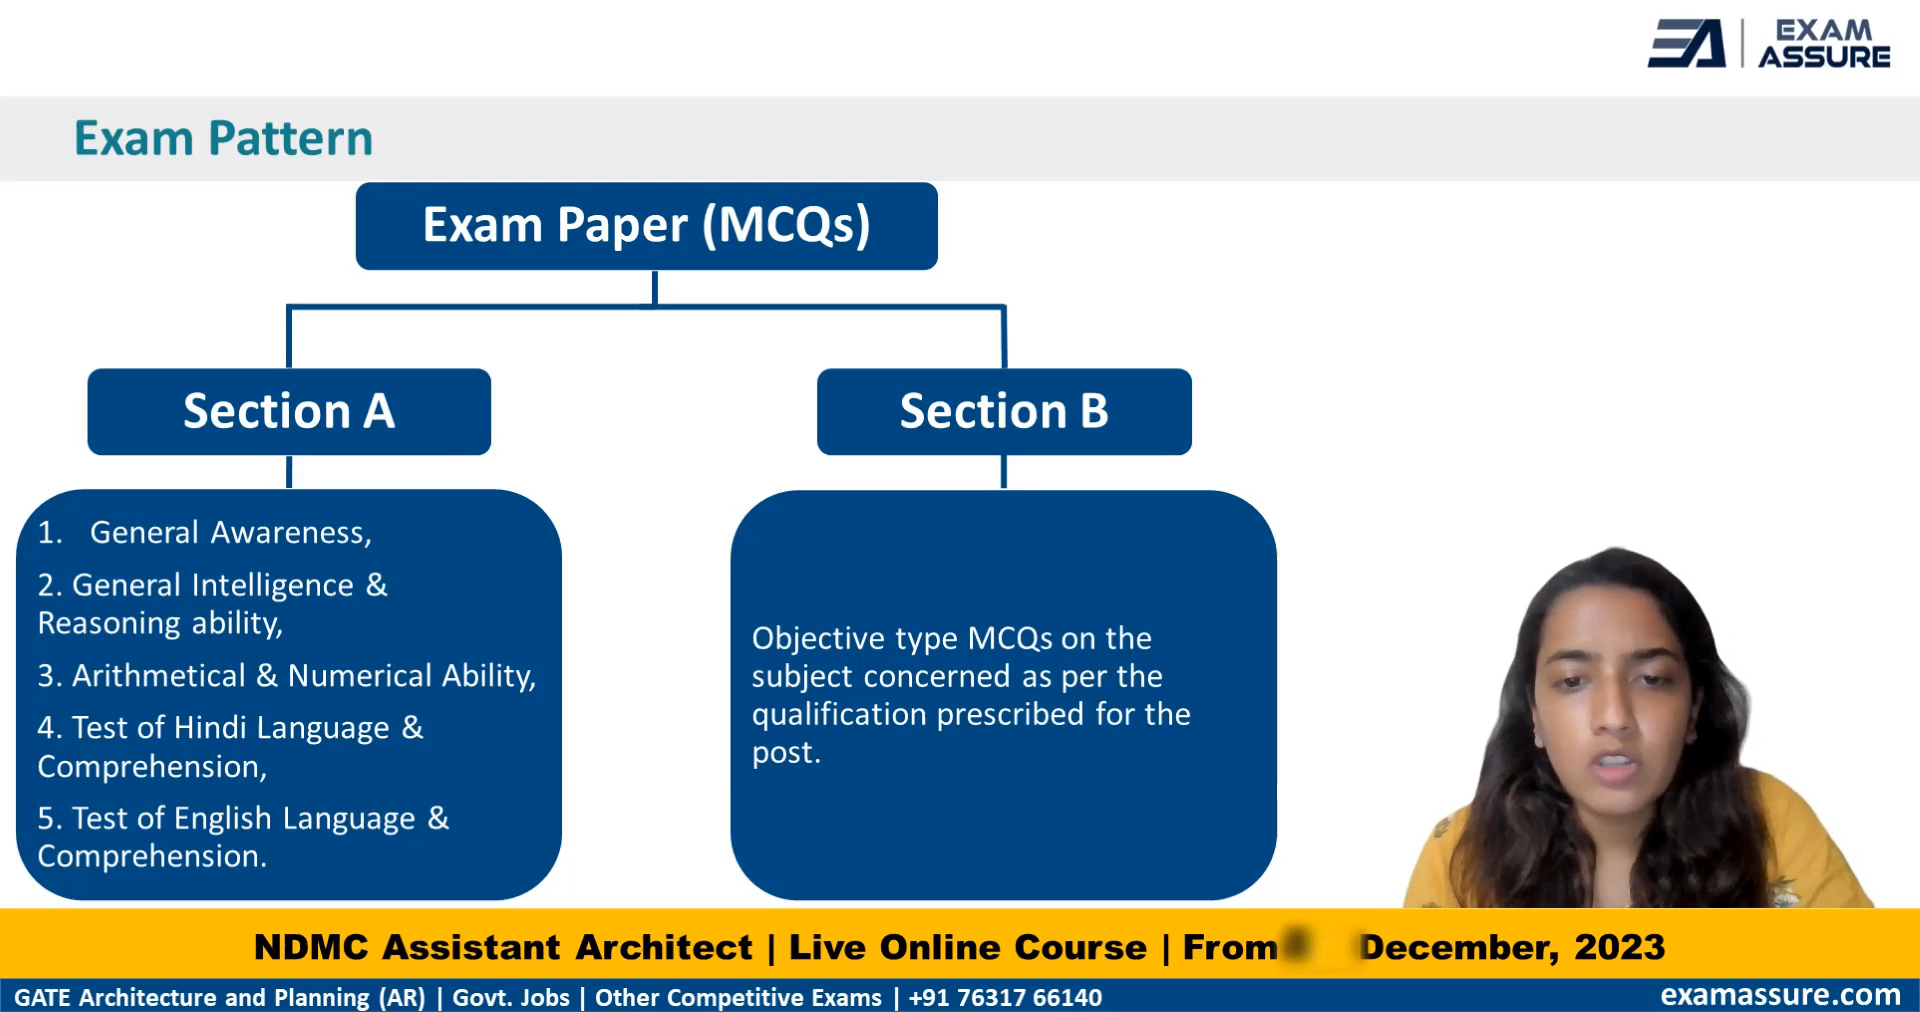 EXAM
ASSURE
Exam Pattern
Exam Paper (MCQs)
Section A
Section B
1. General Awareness,
2. General Intelligence &
Reasoning ability,
3. Arithmetical & Numerical Ability,
4. Test of Hindi Language &
Comprehension,
5. Test of English Language &
Comprehension.
Objective type MCQs on the
subject concerned as per the
qualification prescribed for the
post.
NDMC Assistant Architect | Live Online Course | From December, 2023
GATE Architecture and Planning (AR) | Govt. Jobs | Other Competitive Exams | +91 76317 66140
examassure.com